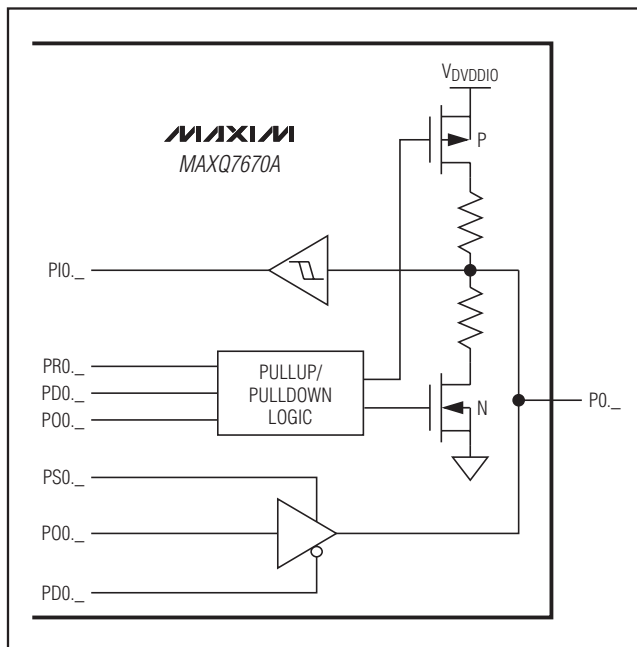 VDVDDIO
MAXIM
MAXQ7670A
P
PI0._
PR0._
PD0._
PO0._
PULLUP/
PULLDOWN
LOGIC
N
P0._
PS0._
PO0._
PD0._